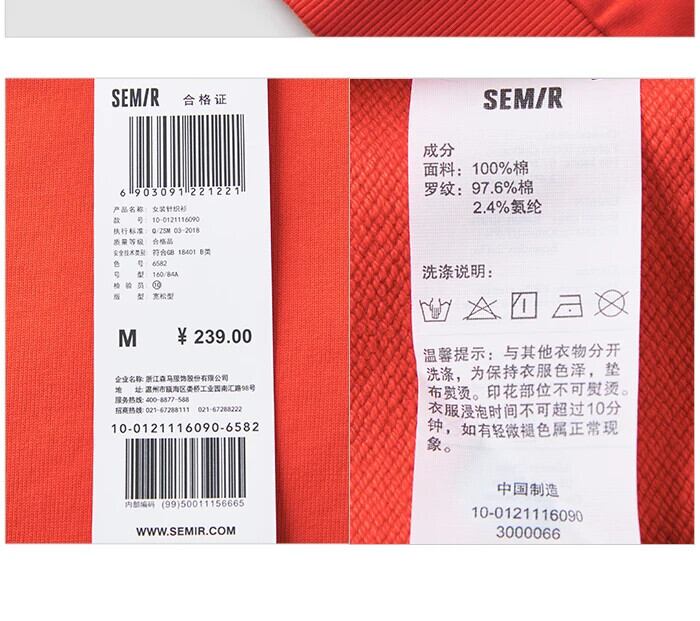 SEMIR 合格证
6 903091 221221
产品名称: 女装针织衫
款 号: 10-0121116090
执行标准: Q/ZSM 03-2018
质量等级: 合格品
安全技术类别: 符合GB 18401 B类
色 号: 6582
号 型: 160/84A
检 验 员: ⑩
版 型: 宽松型
M ¥ 239.00
企业名称: 浙江森马服饰股份有限公司
地 址: 温州市瓯海区娄桥工业园南汇路98号
服务热线: 400-8877-588
招商热线: 021-67288111 021-67288222
10-0121116090-6582
内部编码 (99)50011156665
WWW.SEMIR.COM
SEMIR
成分
面料: 100%棉
罗纹: 97.6%棉
2.4%氨纶
洗涤说明:
温馨提示: 与其他衣物分开
洗涤, 为保持衣服色泽, 垫
布熨烫。印花部位不可熨烫。
衣服浸泡时间不可超过10分
钟, 如有轻微褪色属正常现
象。
中国制造
10-0121116090
3000066